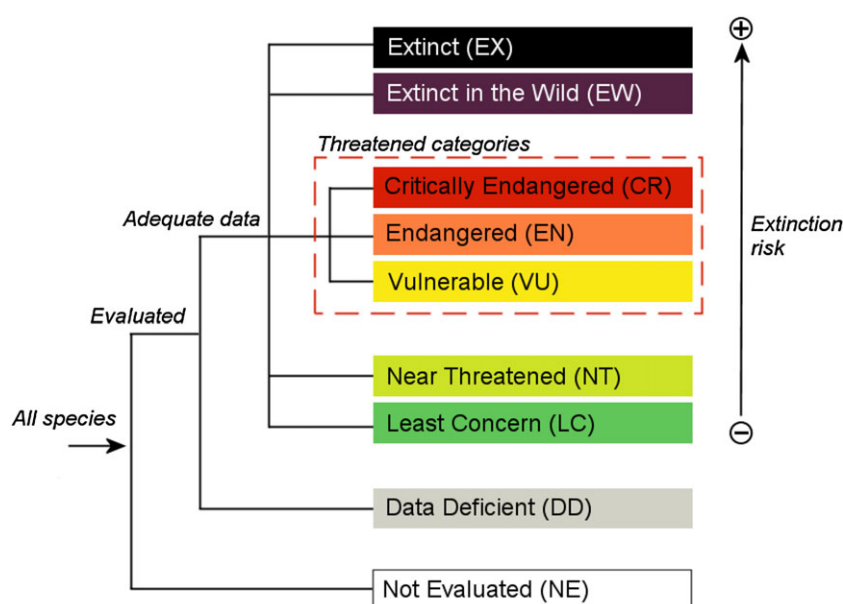 Extinct (EX)
Extinct in the Wild (EW)
Threatened categories
Critically Endangered (CR)
Adequate data
Endangered (EN)
Extinction
risk
Vulnerable (VU)
Evaluated
Near Threatened (NT)
All species
Least Concern (LC)
Data Deficient (DD)
Not Evaluated (NE)